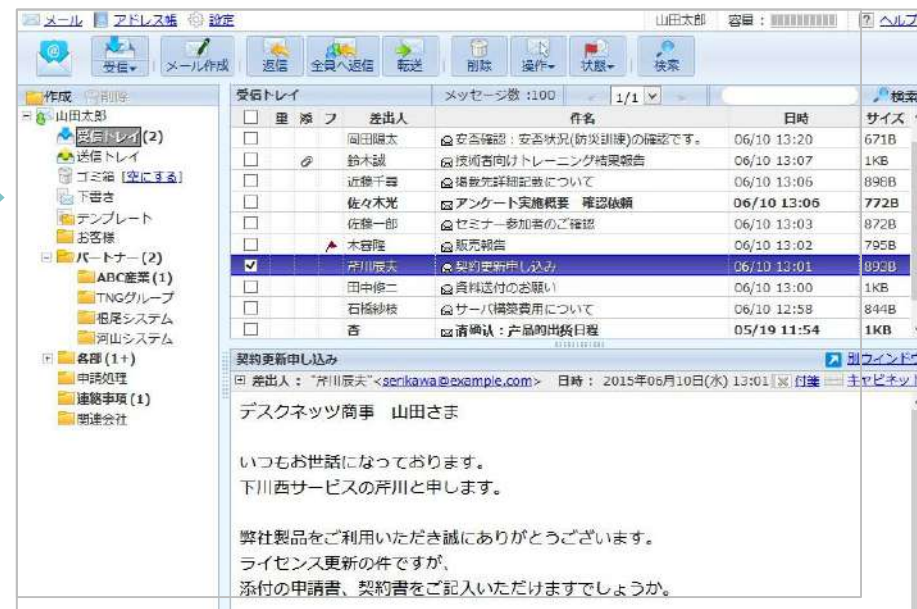 メール アドレス帳 設定 山田太郎 容量： ヘルプ
受信 メール作成 返信 全員へ返信 転送 削除 操作 状態 検索
作成 削除 受信トレイ メッセージ数 :100 1/1 検索
山田太郎 重 添 フ 差出人 件名 日時 サイズ
受信トレイ(2) 岡田陽太 安否確認：安否状況(防災訓練)の確認です。 06/10 13:20 671B
送信トレイ 鈴木誠 技術者向けトレーニング結果報告 06/10 13:07 1KB
ゴミ箱 [空にする] 近藤千尋 掲載先詳細記載について 06/10 13:06 898B
下書き 佐々木光 アンケート実施概要 確認依頼 06/10 13:06 772B
テンプレート 佐藤一郎 セミナー参加者のご確認 06/10 13:03 872B
お客様 木暮隆 販売報告 06/10 13:02 795B
パートナー(2) 芹川辰夫 契約更新申し込み 06/10 13:01 893B
ABC産業(1) 田中修二 資料送付のお願い 06/10 13:00 1KB
TNGグループ 石橋紗枝 サーバ構築費用について 06/10 12:58 844B
根尾システム 杏 请确认：产品的出货日程 05/19 11:54 1KB
河山システム
各部(1+) 契約更新申し込み 別ウィンドウ
申請処理 差出人： "芹川辰夫"<serikawa@example.com> 日時： 2015年06月10日(水) 13:01 付箋 キャビネット
連絡事項(1)
関連会社
デスクネッツ商事 山田さま
いつもお世話になっております。
下川西サービスの芹川と申します。
弊社製品をご利用いただき誠にありがとうございます。
ライセンス更新の件ですが、
添付の申請書、契約書をご記入いただけますでしょうか。